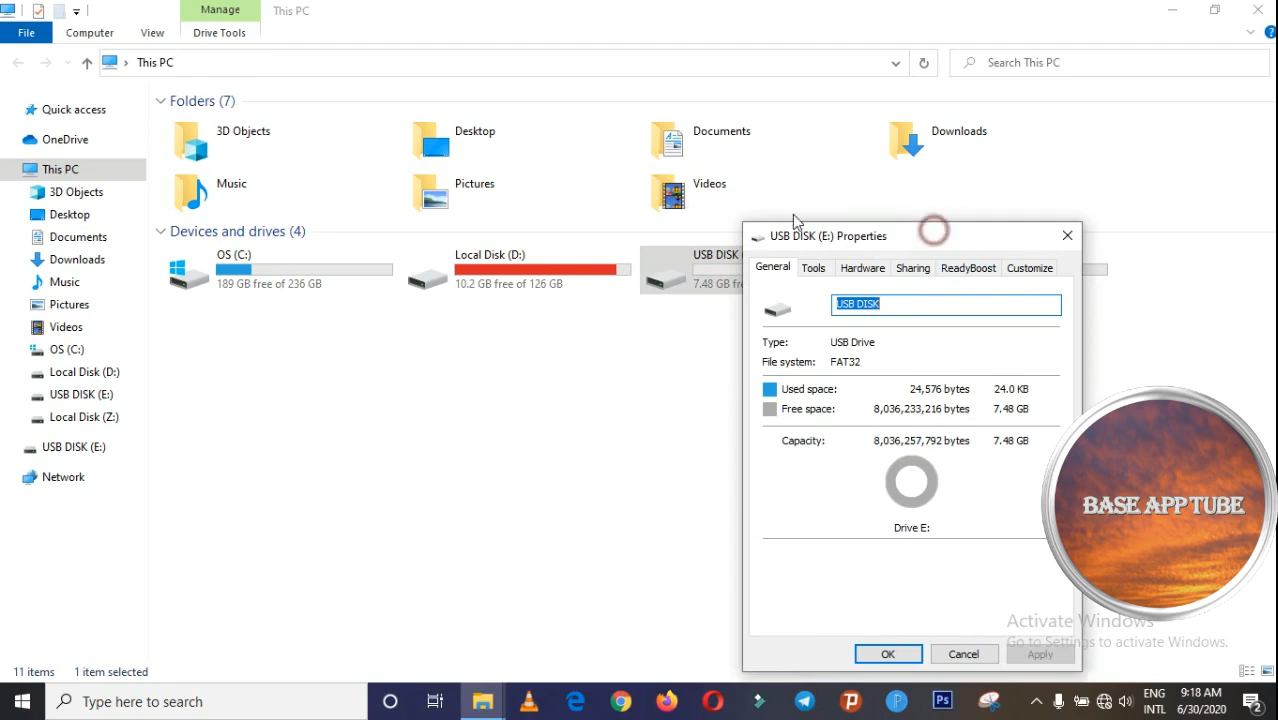 Manage
This PC
File
Computer
View
Drive Tools
This PC
Search This PC
Quick access
OneDrive
This PC
3D Objects
Desktop
Documents
Downloads
Music
Pictures
Videos
OS (C:)
Local Disk (D:)
USB DISK (E:)
Local Disk (Z:)
USB DISK (E:)
Network
Folders (7)
3D Objects
Desktop
Documents
Downloads
Music
Pictures
Videos
Devices and drives (4)
OS (C:)
189 GB free of 236 GB
Local Disk (D:)
10.2 GB free of 126 GB
USB DISK
7.48 GB fre
USB DISK (E:) Properties
General
Tools
Hardware
Sharing
ReadyBoost
Customize
USB DISK
Type: USB Drive
File system: FAT32
Used space: 24,576 bytes 24.0 KB
Free space: 8,036,233,216 bytes 7.48 GB
Capacity: 8,036,257,792 bytes 7.48 GB
Drive E:
OK
Cancel
Apply
BASE APP TUBE
Activate Windows
Go to Settings to activate Windows.
11 items
1 item selected
Type here to search
ENG
INTL
9:18 AM
6/30/2020
2